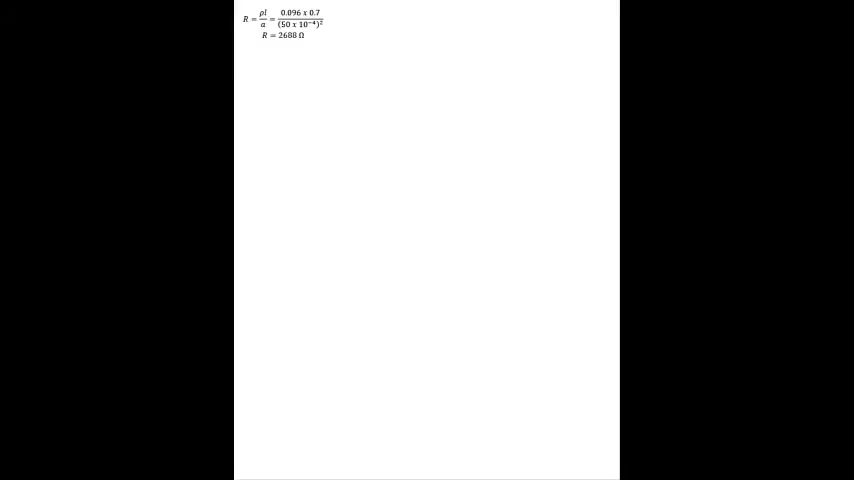 R = ρl/a = 0.096 x 0.7/(50 x 10⁻⁴)²
R = 2688 Ω